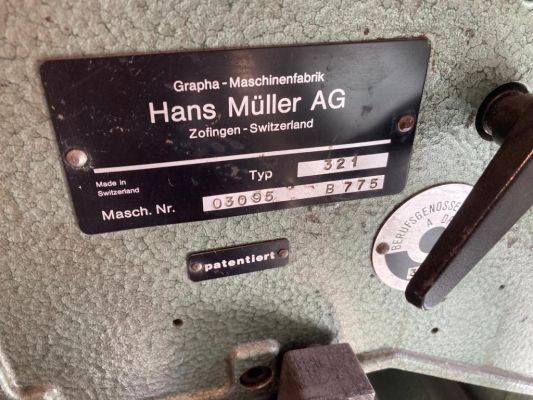 Grapha-Maschinenfabrik
Hans Müller AG
Zofingen-Switzerland
Made in
Switzerland
Typ 321
Masch. Nr. 03095 B 775
patentiert